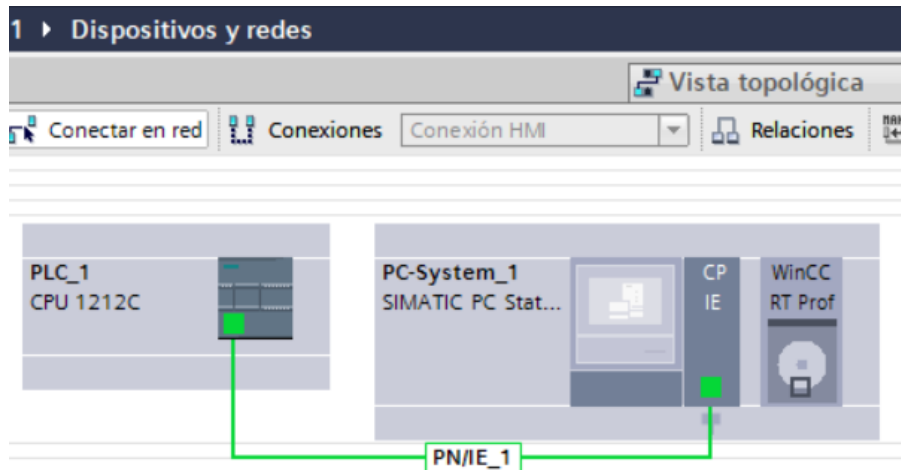 1 ▸ Dispositivos y redes
Vista topológica
Conectar en red Conexiones Conexión HMI Relaciones
PLC_1
CPU 1212C
PC-System_1
SIMATIC PC Stat...
CP
IE
WinCC
RT Prof
PN/IE_1